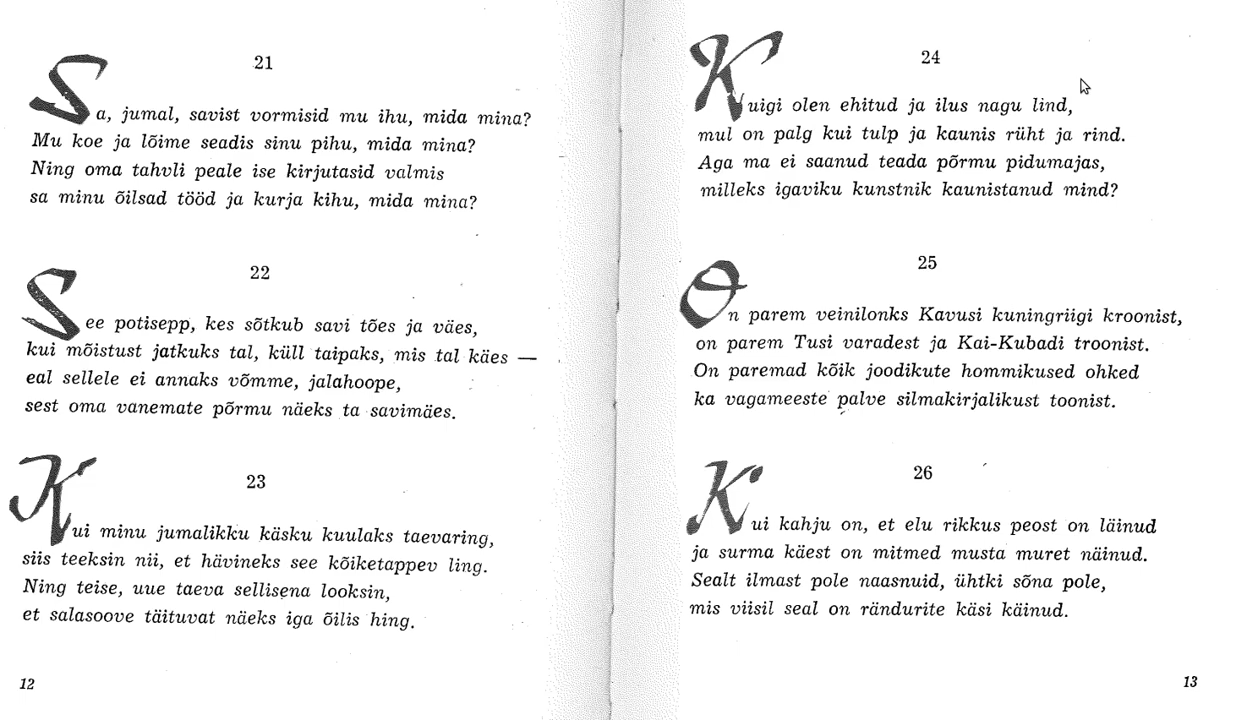 21
Sa, jumal, savist vormisid mu ihu, mida mina?
Mu koe ja lõime seadis sinu pihu, mida mina?
Ning oma tahvli peale ise kirjutasid valmis
sa minu õilsad tööd ja kurja kihu, mida mina?
22
See potisepp, kes sõtkub savi tões ja väes,
kui mõistust jatkuks tal, küll taipaks, mis tal käes —
eal sellele ei annaks võmme, jalahoope,
sest oma vanemate põrmu näeks ta savimäes.
23
Kui minu jumalikku käsku kuulaks taevaring,
siis teeksin nii, et hävineks see kõiketappev ling.
Ning teise, uue taeva sellisena looksin,
et salasoove täituvat näeks iga õilis hing.
12
24
Kuigi olen ehitud ja ilus nagu lind,
mul on palg kui tulp ja kaunis rüht ja rind.
Aga ma ei saanud teada põrmu pidumajas,
milleks igaviku kunstnik kaunistanud mind?
25
On parem veinilonks Kavusi kuningriigi kroonist,
on parem Tusi varadest ja Kai-Kubadi troonist.
On paremad kõik joodikute hommikused ohked
ka vagameeste palve silmakirjalikust toonist.
26
Kui kahju on, et elu rikkus peost on läinud
ja surma käest on mitmed musta muret näinud.
Sealt ilmast pole naasnuid, ühtki sõna pole,
mis viisil seal on rändurite käsi käinud.
13